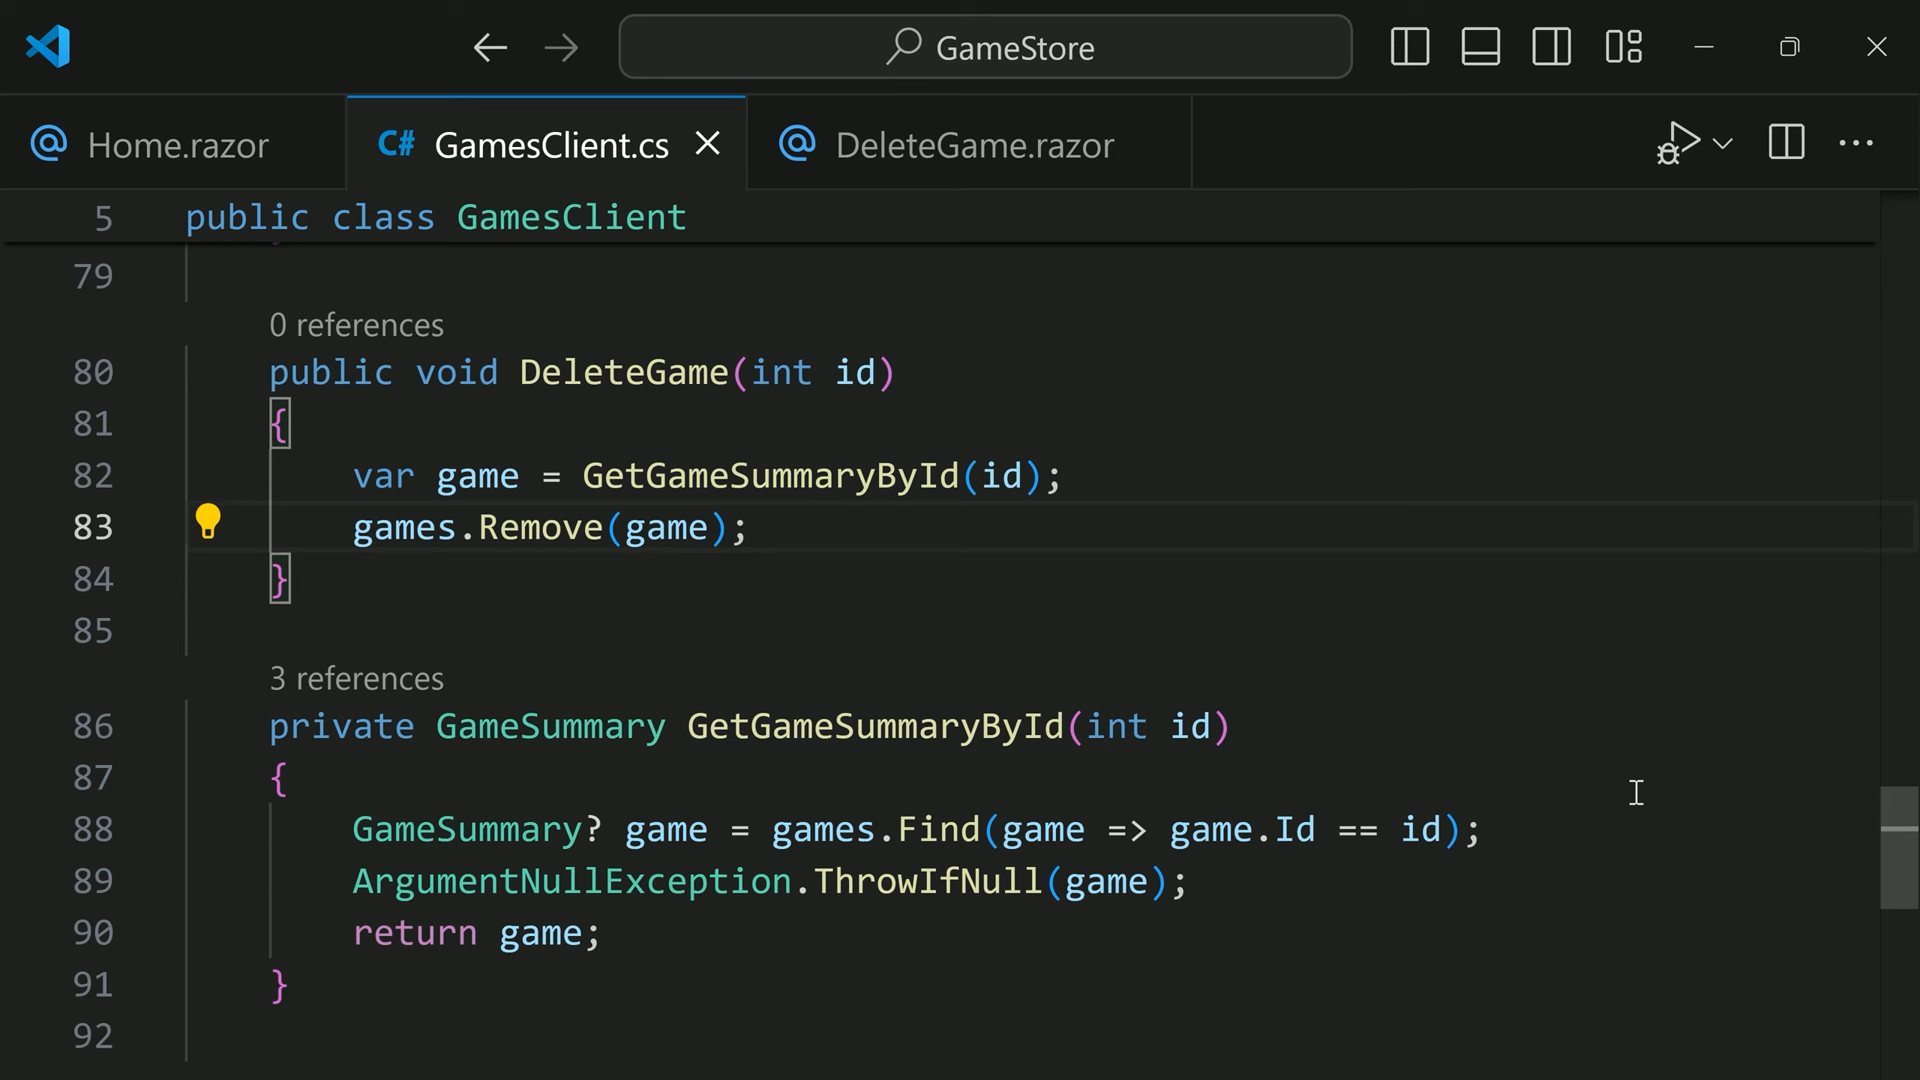 GameStore
Home.razor
C# GamesClient.cs
DeleteGame.razor
5 public class GamesClient
79
0 references
80 public void DeleteGame(int id)
81 {
82 var game = GetGameSummaryById(id);
83 games.Remove(game);
84 }
85
3 references
86 private GameSummary GetGameSummaryById(int id)
87 {
88 GameSummary? game = games.Find(game => game.Id == id);
89 ArgumentNullException.ThrowIfNull(game);
90 return game;
91 }
92